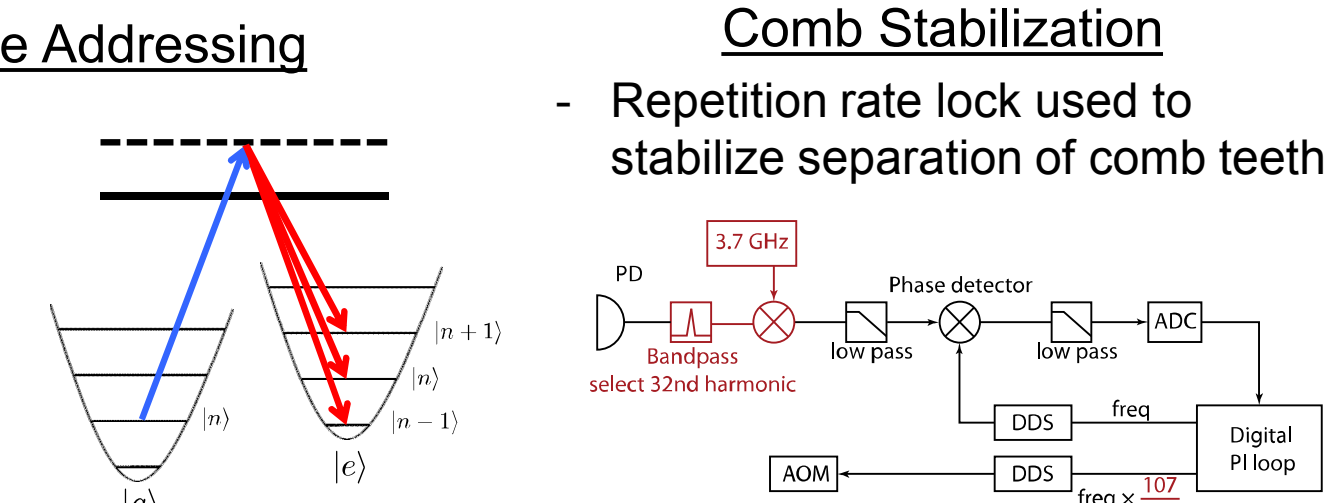 e Addressing
|n⟩
|g⟩
|n + 1⟩
|n⟩
|n − 1⟩
|e⟩
Comb Stabilization
- Repetition rate lock used to
stabilize separation of comb teeth
3.7 GHz
PD
Bandpass
select 32nd harmonic
low pass
Phase detector
low pass
ADC
DDS
freq
Digital
PI loop
AOM
DDS
freq × 107